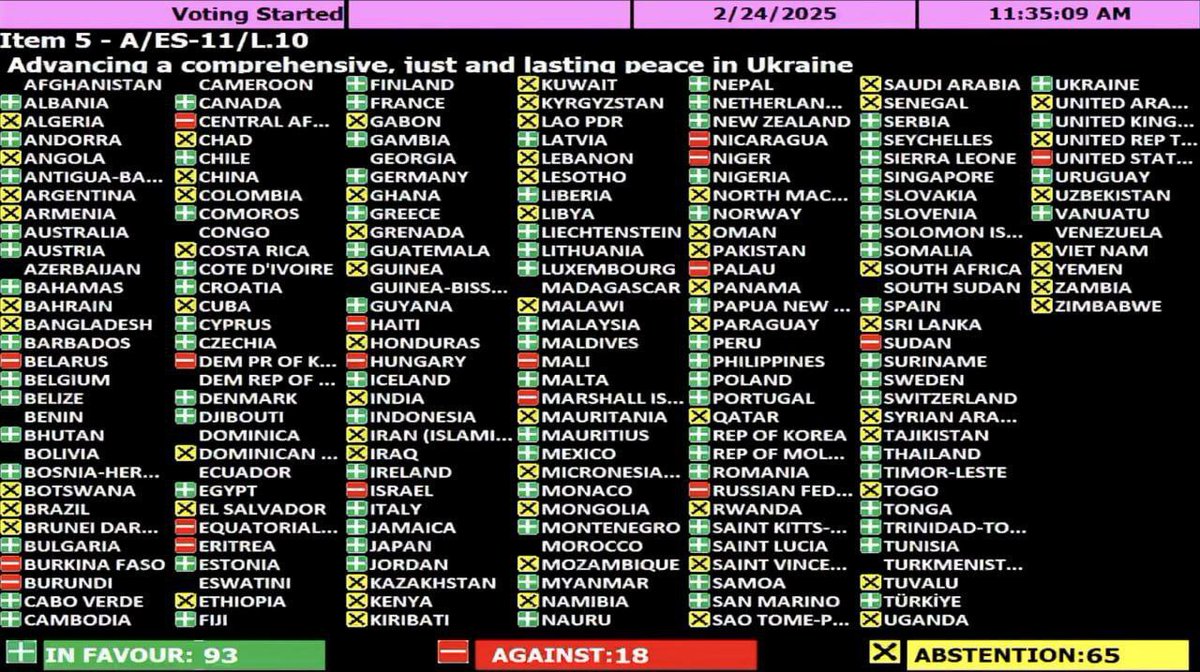 Voting Started
2/24/2025
11:35:09 AM
Item 5 - A/ES-11/L.10
Advancing a comprehensive, just and lasting peace in Ukraine
AFGHANISTAN
ALBANIA
ALGERIA
ANDORRA
ANGOLA
ANTIGUA-BA...
ARGENTINA
ARMENIA
AUSTRALIA
AUSTRIA
AZERBAIJAN
BAHAMAS
BAHRAIN
BANGLADESH
BARBADOS
BELARUS
BELGIUM
BELIZE
BENIN
BHUTAN
BOLIVIA
BOSNIA-HER...
BOTSWANA
BRAZIL
BRUNEI DAR...
BULGARIA
BURKINA FASO
BURUNDI
CABO VERDE
CAMBODIA
CAMEROON
CANADA
CENTRAL AF...
CHAD
CHILE
CHINA
COLOMBIA
COMOROS
CONGO
COSTA RICA
COTE D'IVOIRE
CROATIA
CUBA
CYPRUS
CZECHIA
DEM PR OF K...
DEM REP OF ...
DENMARK
DJIBOUTI
DOMINICA
DOMINICAN ...
ECUADOR
EGYPT
EL SALVADOR
EQUATORIAL...
ERITREA
ESTONIA
ESWATINI
ETHIOPIA
FIJI
FINLAND
FRANCE
GABON
GAMBIA
GEORGIA
GERMANY
GHANA
GREECE
GRENADA
GUATEMALA
GUINEA
GUINEA-BISS...
GUYANA
HAITI
HONDURAS
HUNGARY
ICELAND
INDIA
INDONESIA
IRAN (ISLAMI...
IRAQ
IRELAND
ISRAEL
ITALY
JAMAICA
JAPAN
JORDAN
KAZAKHSTAN
KENYA
KIRIBATI
KUWAIT
KYRGYZSTAN
LAO PDR
LATVIA
LEBANON
LESOTHO
LIBERIA
LIBYA
LIECHTENSTEIN
LITHUANIA
LUXEMBOURG
MADAGASCAR
MALAWI
MALAYSIA
MALDIVES
MALI
MALTA
MARSHALL IS...
MAURITANIA
MAURITIUS
MEXICO
MICRONESIA...
MONACO
MONGOLIA
MONTENEGRO
MOROCCO
MOZAMBIQUE
MYANMAR
NAMIBIA
NAURU
NEPAL
NETHERLAN...
NEW ZEALAND
NICARAGUA
NIGER
NIGERIA
NORTH MAC...
NORWAY
OMAN
PAKISTAN
PALAU
PANAMA
PAPUA NEW ...
PARAGUAY
PERU
PHILIPPINES
POLAND
PORTUGAL
QATAR
REP OF KOREA
REP OF MOL...
ROMANIA
RUSSIAN FED...
RWANDA
SAINT KITTS-...
SAINT LUCIA
SAINT VINCE...
SAMOA
SAN MARINO
SAO TOME-P...
SAUDI ARABIA
SENEGAL
SERBIA
SEYCHELLES
SIERRA LEONE
SINGAPORE
SLOVAKIA
SLOVENIA
SOLOMON IS...
SOMALIA
SOUTH AFRICA
SOUTH SUDAN
SPAIN
SRI LANKA
SUDAN
SURINAME
SWEDEN
SWITZERLAND
SYRIAN ARA...
TAJIKISTAN
THAILAND
TIMOR-LESTE
TOGO
TONGA
TRINIDAD-TO...
TUNISIA
TURKMENIST...
TUVALU
TÜRKİYE
UGANDA
UKRAINE
UNITED ARA...
UNITED KING...
UNITED REP T...
UNITED STAT...
URUGUAY
UZBEKISTAN
VANUATU
VENEZUELA
VIET NAM
YEMEN
ZAMBIA
ZIMBABWE
IN FAVOUR: 93
AGAINST:18
ABSTENTION:65